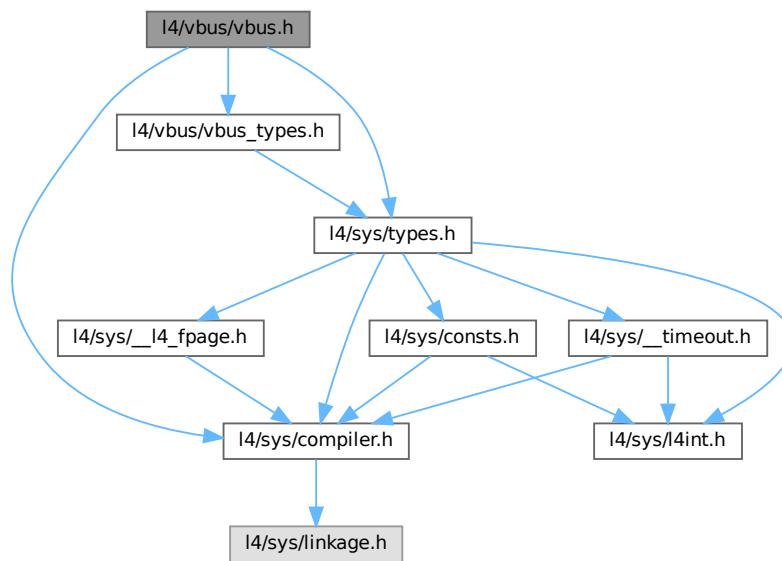 l4/vbus/vbus.h
l4/vbus/vbus_types.h
l4/sys/types.h
l4/sys/__l4_fpage.h
l4/sys/consts.h
l4/sys/__timeout.h
l4/sys/compiler.h
l4/sys/l4int.h
l4/sys/linkage.h